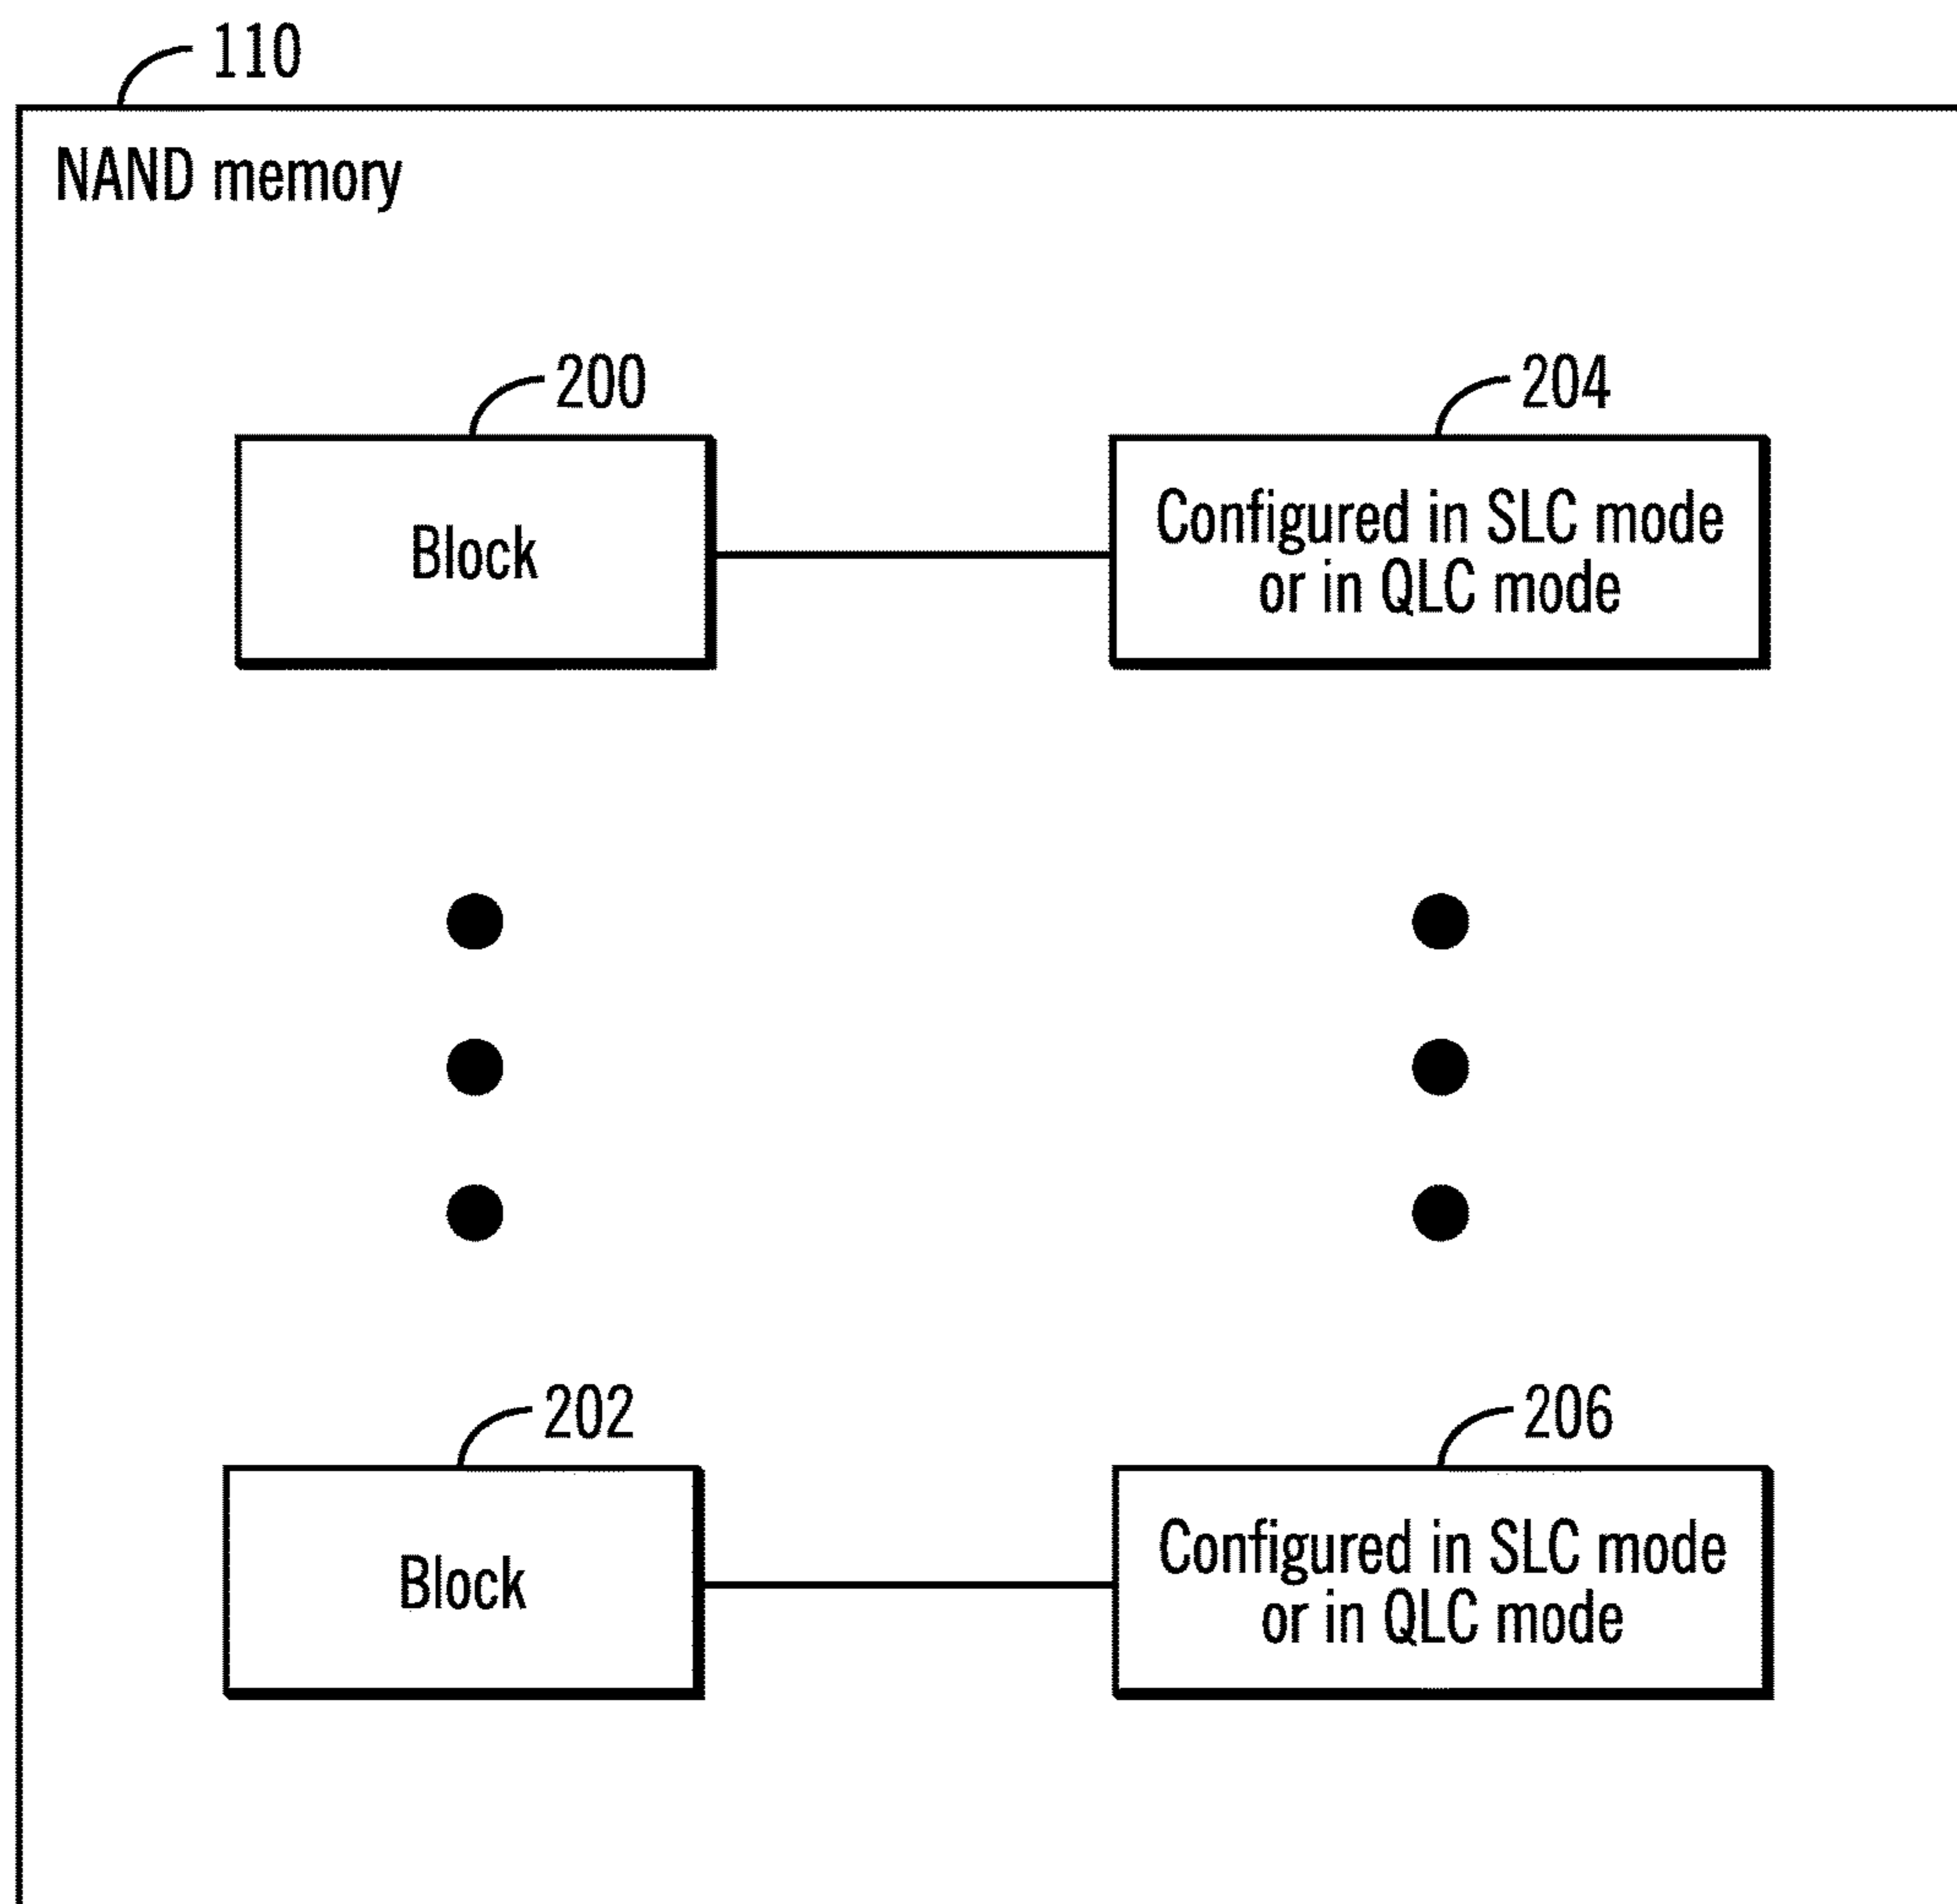 110
NAND memory
200
204
Block
Configured in SLC mode
or in QLC mode
202
206
Block
Configured in SLC mode
or in QLC mode